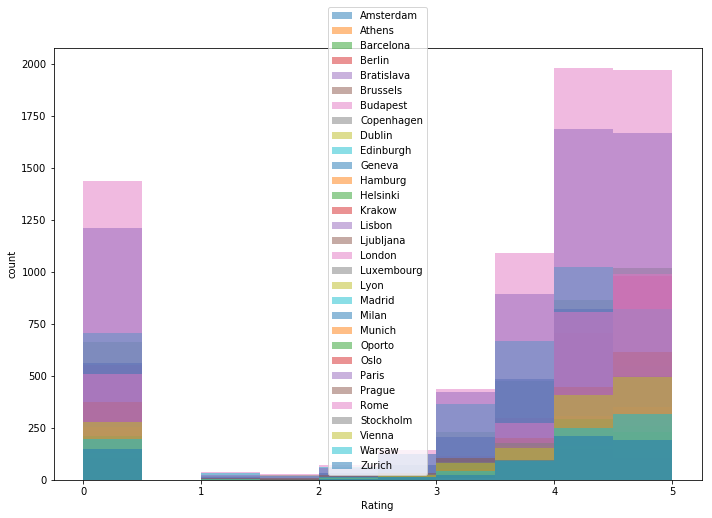 Amsterdam
Athens
Barcelona
Berlin
Bratislava
Brussels
Budapest
Copenhagen
Dublin
Edinburgh
Geneva
Hamburg
Helsinki
Krakow
Lisbon
Ljubljana
London
Luxembourg
Lyon
Madrid
Milan
Munich
Oporto
Oslo
Paris
Prague
Rome
Stockholm
Vienna
Warsaw
Zurich
2000
1750
1500
1250
1000
750
500
250
0
count
0 1 2 3 4 5
Rating